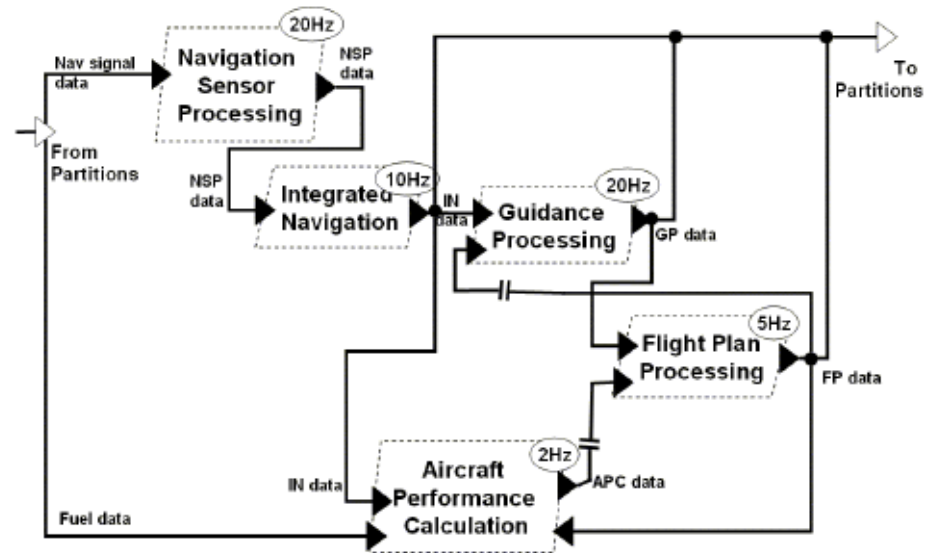 20Hz
Navigation
Sensor
Processing
NSP
data
Nav signal
data
To
Partitions
From
Partitions
NSP
data
10Hz
Integrated
Navigation
IN
data
20Hz
Guidance
Processing
GP data
5Hz
Flight Plan
Processing
FP data
2Hz
Aircraft
Performance
Calculation
IN data
APC data
Fuel data